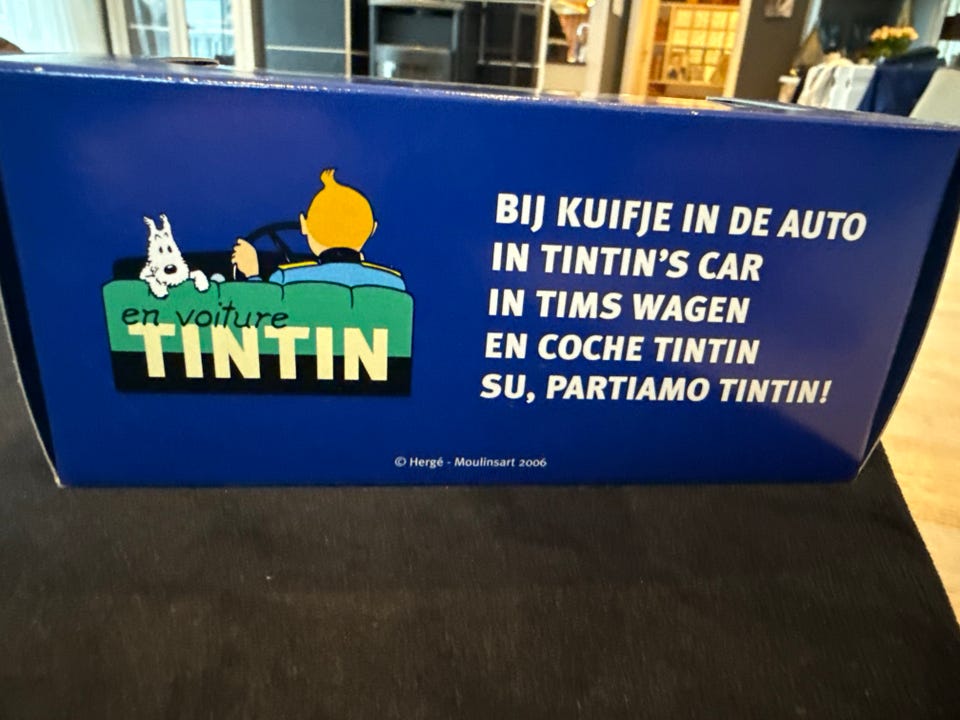 en voiture
TINTIN
BIJ KUIFJE IN DE AUTO
IN TINTIN'S CAR
IN TIMS WAGEN
EN COCHE TINTIN
SU, PARTIAMO TINTIN!
© Hergé - Moulinsart 2006